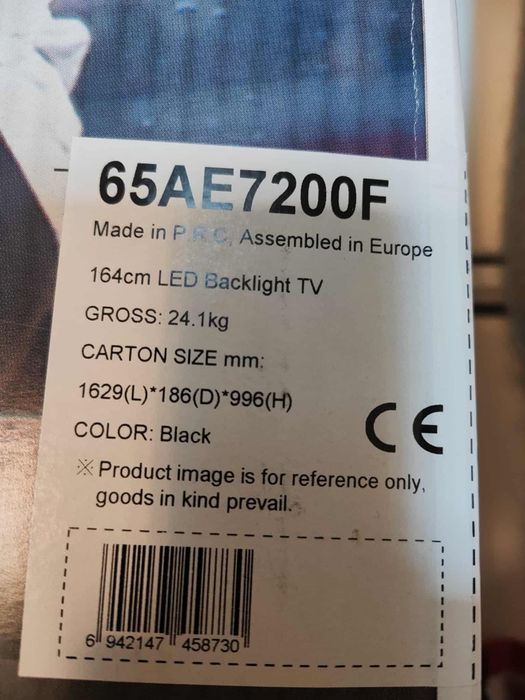 65AE7200F
Made in P.R.C, Assembled in Europe
164cm LED Backlight TV
GROSS: 24.1kg
CARTON SIZE mm:
1629(L)*186(D)*996(H)
COLOR: Black
CE
※ Product image is for reference only,
goods in kind prevail.
6 942147 458730